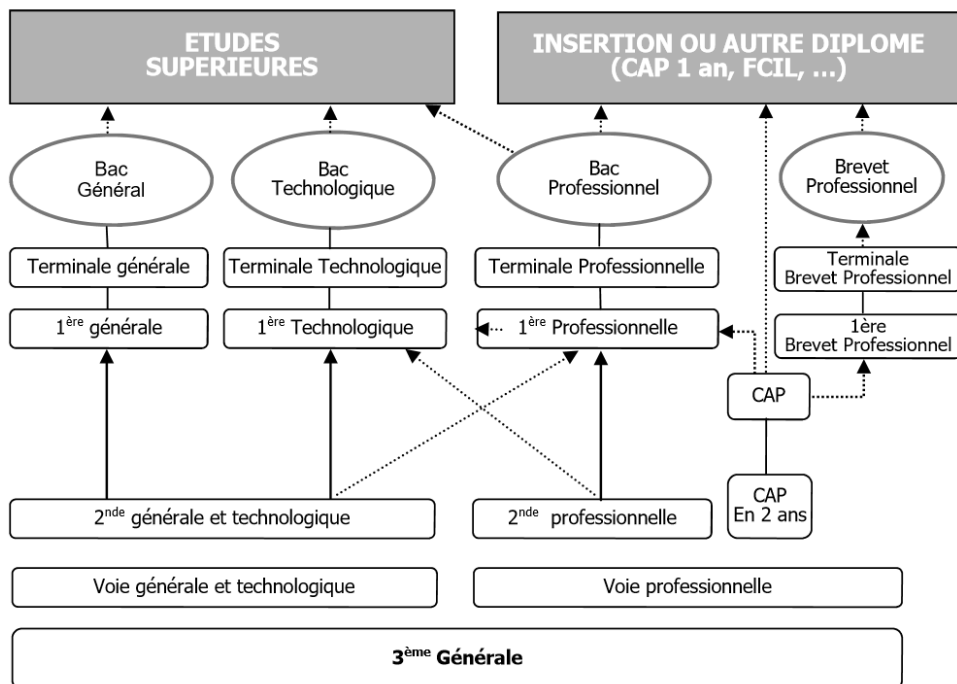 ETUDES
SUPERIEURES
INSERTION OU AUTRE DIPLOME
(CAP 1 an, FCIL, ...)
Bac
Général
Bac
Technologique
Bac
Professionnel
Brevet
Professionnel
Terminale générale
Terminale Technologique
Terminale Professionnelle
Terminale
Brevet Professionnel
1ère générale
1ère Technologique
1ère Professionnelle
1ère
Brevet Professionnel
CAP
CAP
En 2 ans
2nde générale et technologique
2nde professionnelle
Voie générale et technologique
Voie professionnelle
3ème Générale